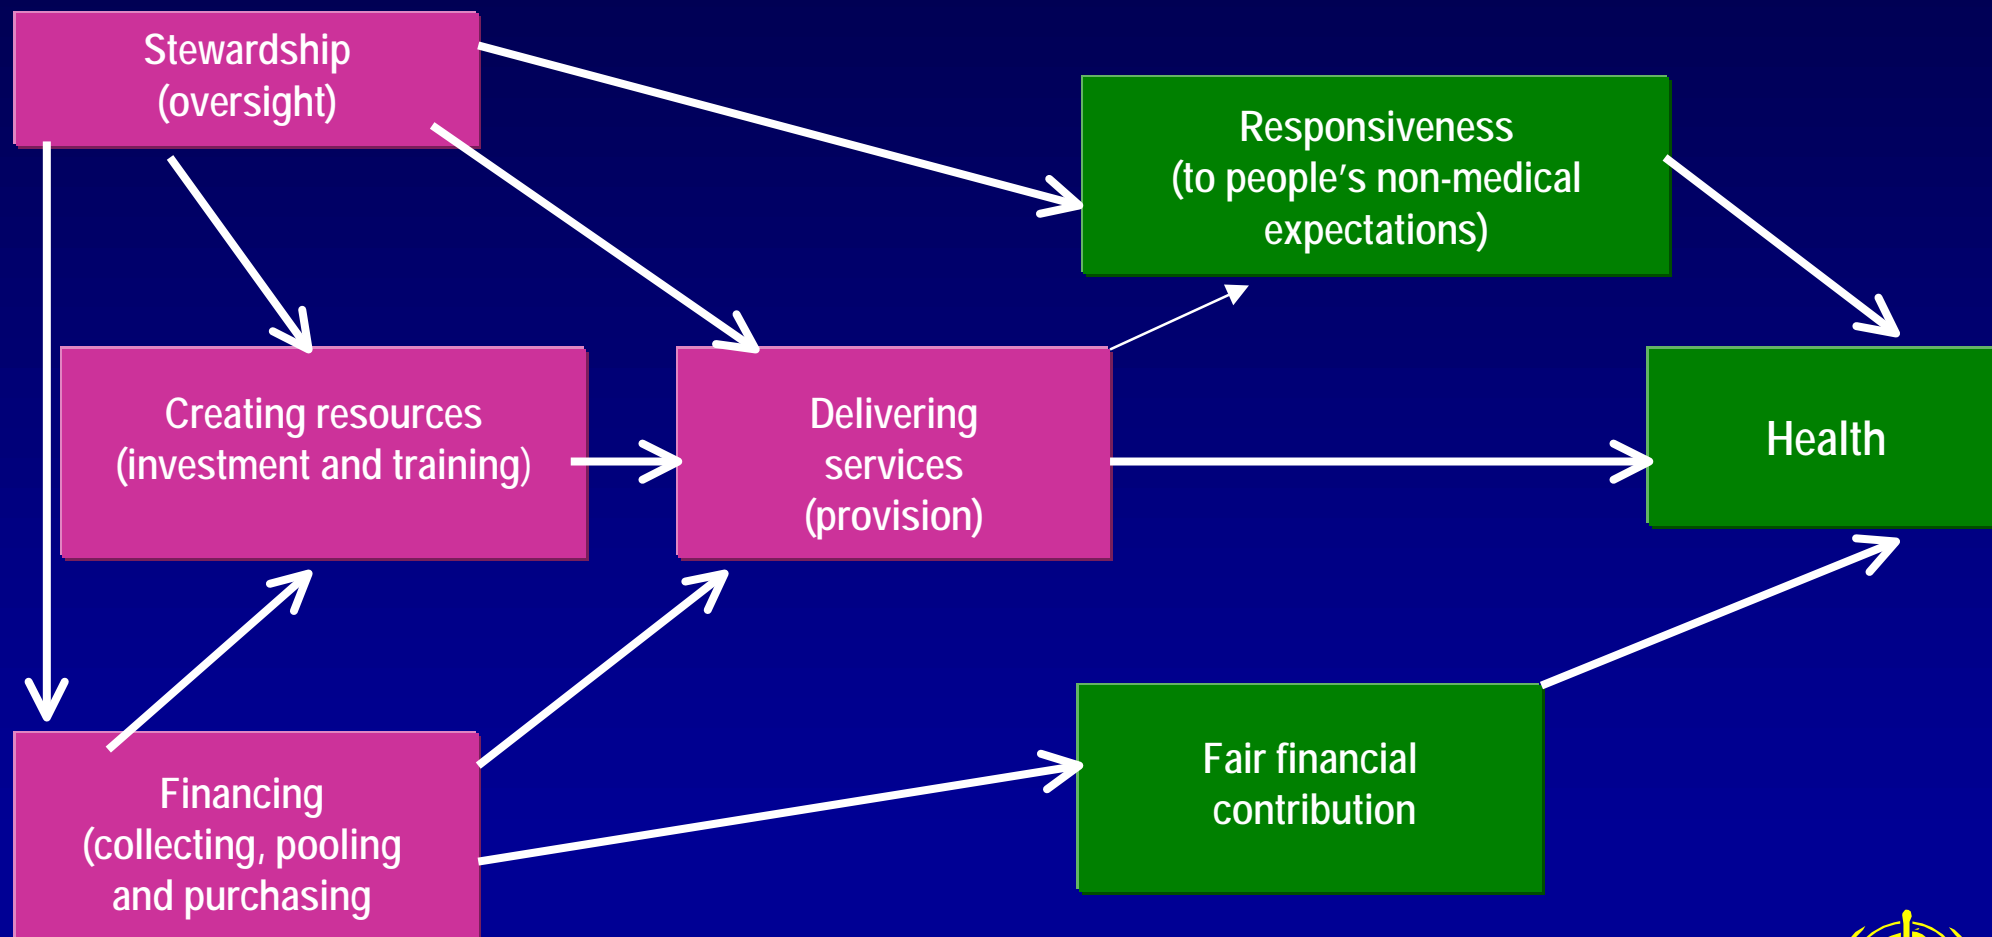 Stewardship
(oversight)
Responsiveness
(to people's non-medical
expectations)
Creating resources
(investment and training)
Delivering
services
(provision)
Health
Financing
(collecting, pooling
and purchasing
Fair financial
contribution